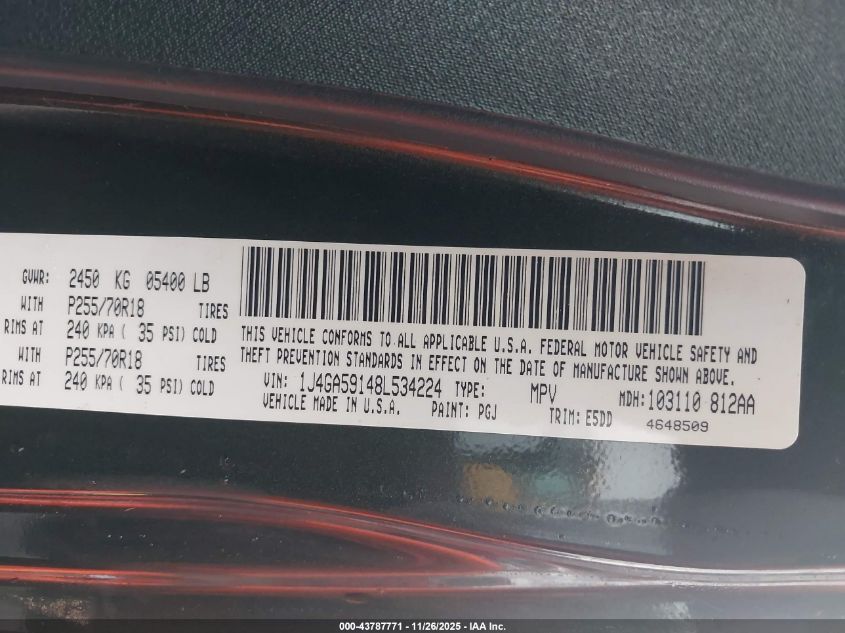 GVWR: 2450 KG 05400 LB
WITH P255/70R18 TIRES
RIMS AT 240 KPA ( 35 PSI) COLD
WITH P255/70R18 TIRES
RIMS AT 240 KPA ( 35 PSI) COLD
THIS VEHICLE CONFORMS TO ALL APPLICABLE U.S.A. FEDERAL MOTOR VEHICLE SAFETY AND
THEFT PREVENTION STANDARDS IN EFFECT ON THE DATE OF MANUFACTURE SHOWN ABOVE.
VIN: 1J4GA59148L534224 TYPE: MPV MDH: 103110 812AA
VEHICLE MADE IN U.S.A. PAINT: PGJ TRIM: E5DD 4648509
000-43787771 | 11/26/2025 - IAA Inc.